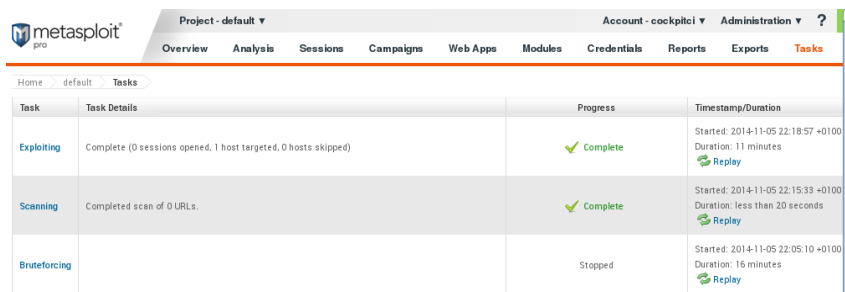 metasploit®
pro
Project - default ▼
Account - cockpitci ▼
Administration ▼
?
Overview
Analysis
Sessions
Campaigns
Web Apps
Modules
Credentials
Reports
Exports
Tasks
Home
default
Tasks
Task
Task Details
Progress
Timestamp/Duration
Exploiting
Complete (0 sessions opened, 1 host targeted, 0 hosts skipped)
Complete
Started: 2014-11-05 22:18:57 +0100
Duration: 11 minutes
Replay
Scanning
Completed scan of 0 URLs.
Complete
Started: 2014-11-05 22:15:33 +0100
Duration: less than 20 seconds
Replay
Bruteforcing
Stopped
Started: 2014-11-05 22:05:10 +0100
Duration: 16 minutes
Replay